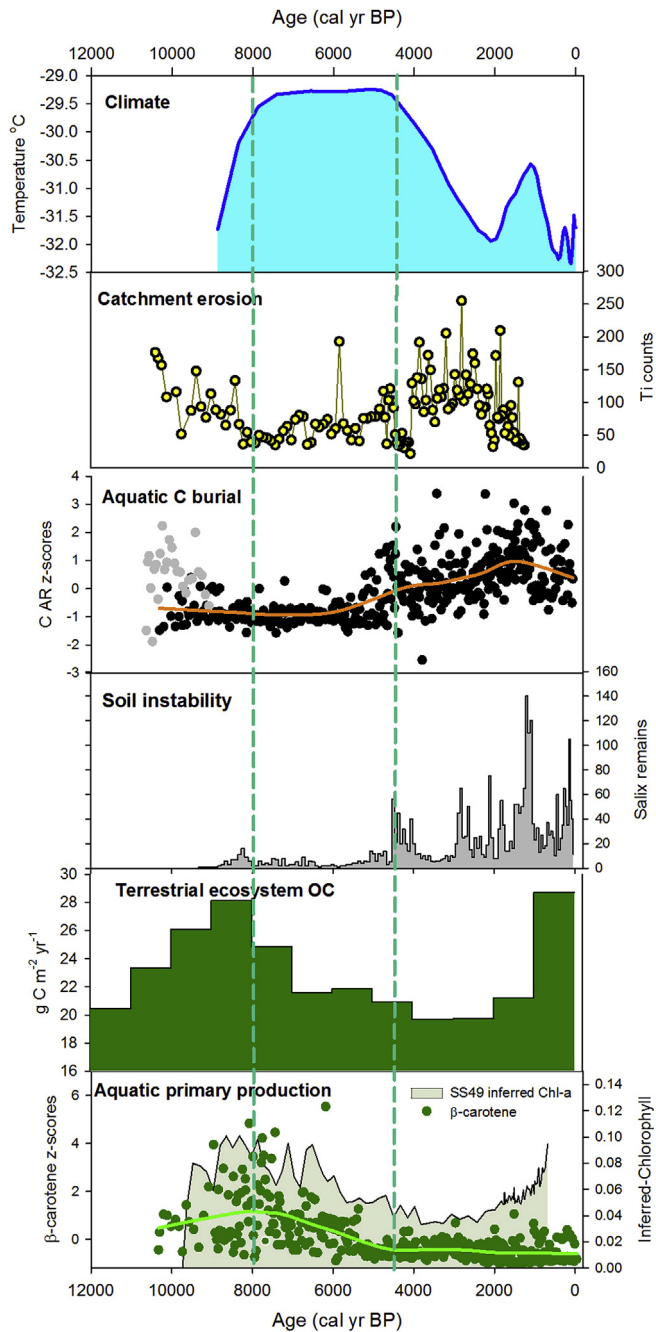 Age (cal yr BP)
12000 10000 8000 6000 4000 2000 0
Climate
Temperature °C
-29.0
-29.5
-30.0
-30.5
-31.0
-31.5
-32.0
-32.5
Catchment erosion
300
250
200
150
100
50
0
Ti counts
Aquatic C burial
C AR z-scores
4
3
2
1
0
-1
-2
-3
Soil instability
160
140
120
100
80
60
40
20
0
Salix remains
Terrestrial ecosystem OC
g C m⁻² yr⁻¹
30
28
26
24
22
20
18
16
Aquatic primary production
SS49 inferred Chl-a
β-carotene
β-carotene z-scores
6
4
2
0
0.14
0.12
0.10
0.08
0.06
0.04
0.02
0.00
Inferred-Chlorophyll
12000 10000 8000 6000 4000 2000 0
Age (cal yr BP)